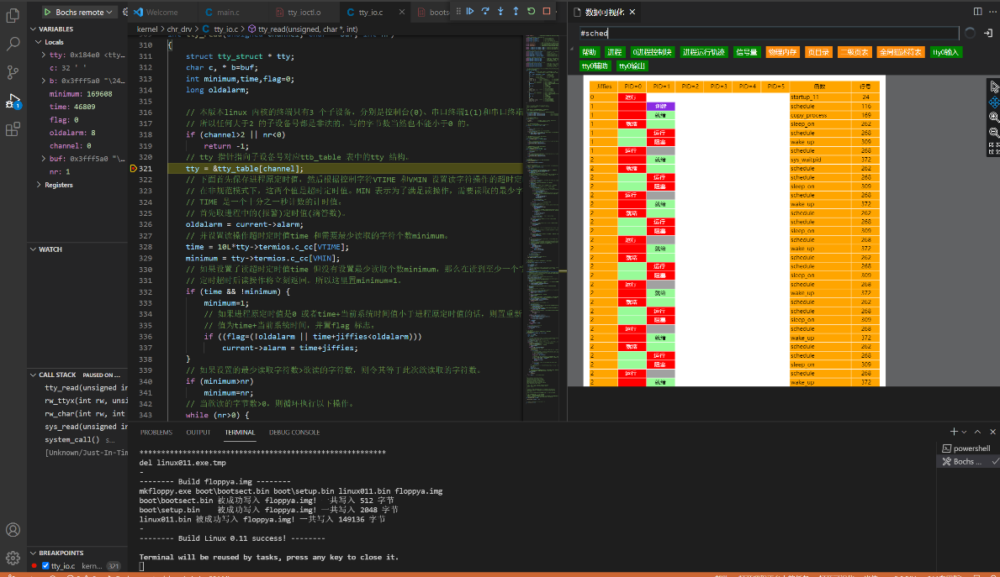 Bochs remote
Welcome
main.c
tty_ioctl.o
tty_io.c
boots
数据可视化
kernel > chr_drv > tty_io.c > tty_read(unsigned, char *, int)
VARIABLES
Locals
tty: 0x184e0 <tty..
c: 32 ' '
b: 0x3fff5a0 "\24..
minimum: 169608
time: 46809
flag: 0
oldalarm: 8
channel: 0
buf: 0x3fff5a0 "\..
nr: 1
Registers
WATCH
CALL STACK PAUSED ON ...
tty_read(unsigned in
rw_ttyx(int rw, unsi
rw_char(int rw, int
sys_read(unsigned in
system_call() s...
[Unknown/Just-In-Tim
BREAKPOINTS
tty_io.c kern... 321
310 {
311 struct tty_struct * tty;
312 char c, * b=buf;
313 int minimum,time,flag=0;
314 long oldalarm;
315
316 // 本版本linux 内核的终端只有3 个子设备，分别是控制台(0)、串口终端1(1)和串口终端
317 // 所以任何大于2 的子设备号都是非法的。写的字节数当然也不能小于0 的。
318 if (channel>2 || nr<0)
319 return -1;
320 // tty 指针指向子设备号对应ttb_table 表中的tty 结构。
321 tty = &tty_table[channel];
322 // 下面首先保存进程原定时值，然后根据控制字符VTIME 和VMIN 设置读字符操作的超时定
323 // 在非规范模式下，这两个值是超时定时值。MIN 表示为了满足读操作，需要读取的最少字
324 // TIME 是一个十分之一秒计数的计时值。
325 // 首先取进程中的(报警)定时值(滴答数)。
326 oldalarm = current->alarm;
327 // 并设置读操作超时定时值time 和需要最少读取的字符个数minimum。
328 time = 10L*tty->termios.c_cc[VTIME];
329 minimum = tty->termios.c_cc[VMIN];
330 // 如果设置了读超时定时值time 但没有设置最少读取个数minimum，那么在读到至少一个字
331 // 定时超时后读操作将立刻返回。所以这里置minimum=1。
332 if (time && !minimum) {
333 minimum=1;
334 // 如果进程原定时值是0 或者time+当前系统时间值小于进程原定时值的话，则置重新
335 // 值为time+当前系统时间，并置flag 标志。
336 if ((flag=(!oldalarm || time+jiffies<oldalarm)))
337 current->alarm = time+jiffies;
338 }
339 // 如果设置的最少读取字符数>欲读的字符数，则令其等于此次欲读取的字符数。
340 if (minimum>nr)
341 minimum=nr;
342 // 当欲读的字节数>0，则循环执行以下操作。
343 while (nr>0) {
#sched
帮助 进程 0进程控制块 进程运行轨迹 信号量 物理内存 页目录 二级页表 全局描述符表 tty0输入
tty0辅助 tty0输出
Jiffies PID=0 PID=1 PID=2 PID=3 PID=4 PID=5 函数 行号
0 运行 startup_11 24
1 创建 schedule 116
1 就绪 copy_process 169
1 就绪 sleep_on 262
1 运行 schedule 268
1 阻塞 sleep_on 309
1 运行 schedule 268
2 就绪 sys_waitpid 372
2 就绪 schedule 262
2 运行 schedule 268
2 阻塞 sleep_on 309
2 运行 schedule 268
2 就绪 wake_up 372
2 就绪 schedule 262
2 运行 schedule 268
2 阻塞 sleep_on 309
2 运行 schedule 268
2 就绪 wake_up 372
2 就绪 schedule 262
2 运行 schedule 268
2 阻塞 sleep_on 309
2 运行 schedule 268
2 就绪 wake_up 372
2 就绪 schedule 262
2 运行 schedule 268
2 阻塞 sleep_on 309
2 运行 schedule 268
2 就绪 wake_up 372
2 就绪 schedule 262
2 运行 schedule 268
2 阻塞 sleep_on 309
2 运行 schedule 268
2 就绪 wake_up 372
PROBLEMS OUTPUT TERMINAL DEBUG CONSOLE
*********************************************************
del linux011.exe.tmp
-
-------- Build floppya.img --------
mkfloppy.exe boot\bootsect.bin boot\setup.bin linux011.bin floppya.img
boot\bootsect.bin 被成功写入 floppya.img! 一共写入 512 字节
boot\setup.bin 被成功写入 floppya.img! 一共写入 2048 字节
linux011.bin 被成功写入 floppya.img! 一共写入 149136 字节
-
-------- Build Linux 0.11 success! --------
Terminal will be reused by tasks, press any key to close it.
powershell
Bochs ...